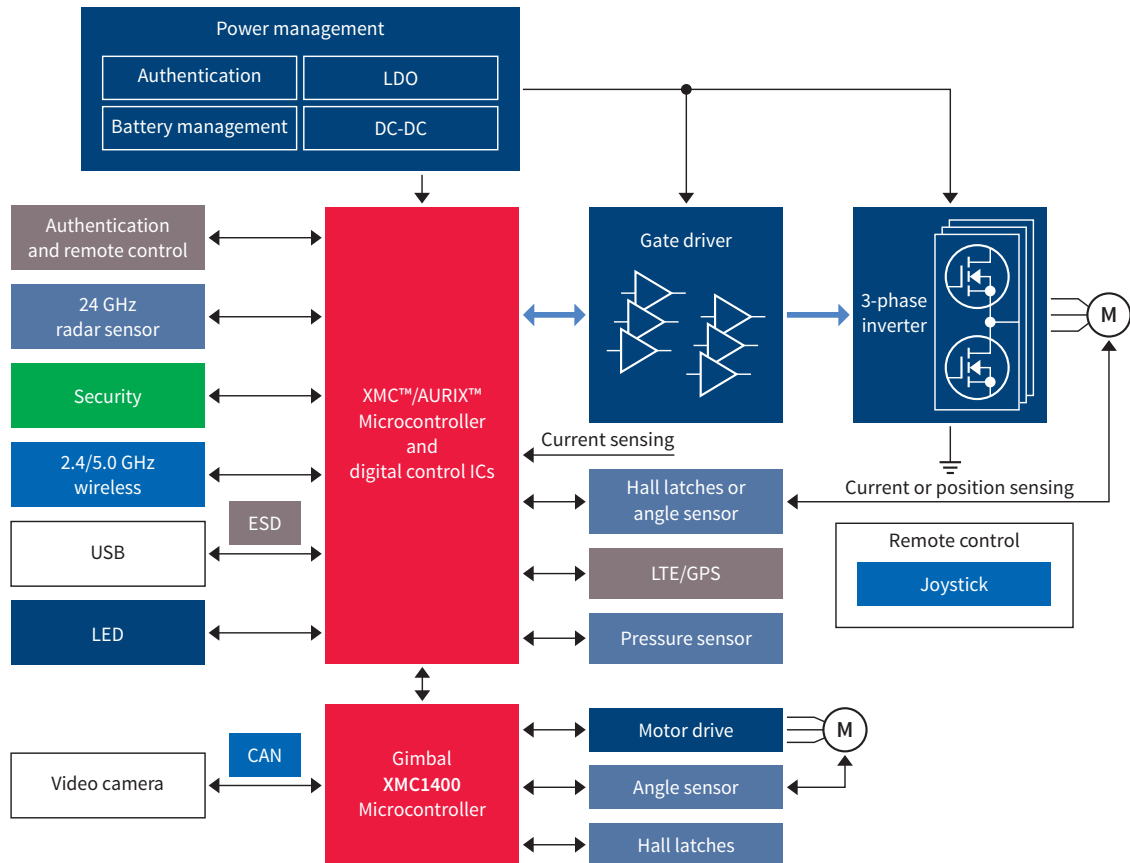 Power management
Authentication
LDO
Battery management
DC-DC
Authentication
and remote control
24 GHz
radar sensor
Security
2.4/5.0 GHz
wireless
USB
ESD
LED
XMC™/AURIX™
Microcontroller
and
digital control ICs
Gate driver
3-phase
inverter
M
Current sensing
Hall latches or
angle sensor
Current or position sensing
LTE/GPS
Pressure sensor
Remote control
Joystick
Video camera
CAN
Gimbal
XMC1400
Microcontroller
Motor drive
M
Angle sensor
Hall latches